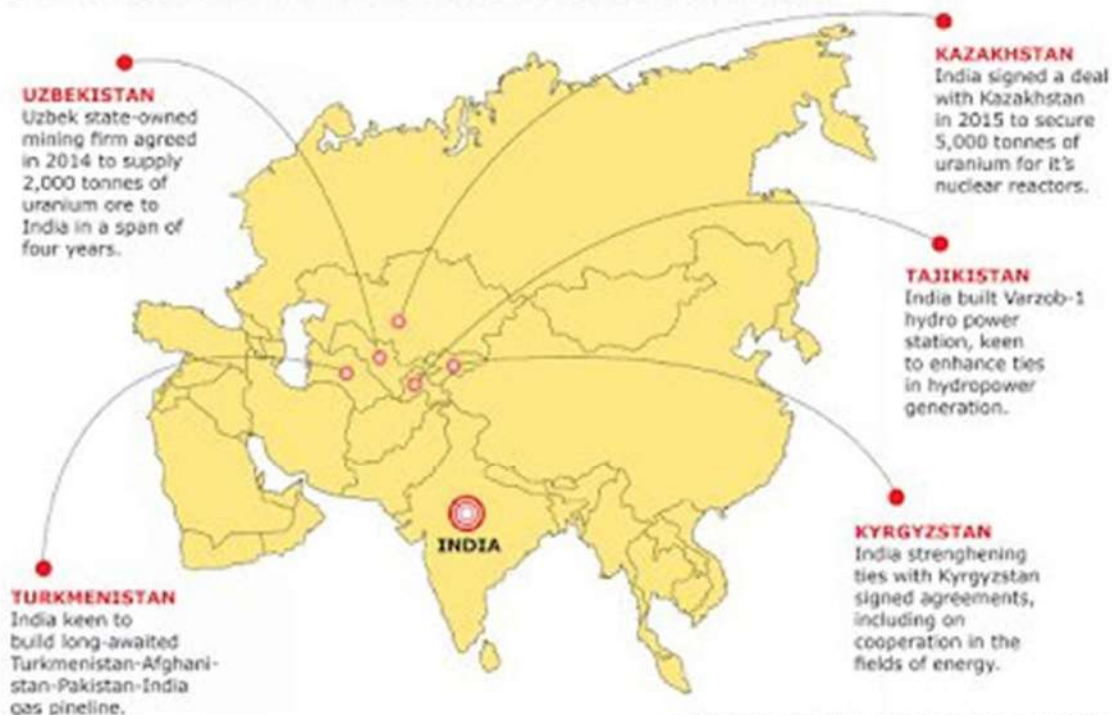 UZBEKISTAN
Uzbek state-owned
mining firm agreed
in 2014 to supply
2,000 tonnes of
uranium ore to
India in a span of
four years.
KAZAKHSTAN
India signed a deal
with Kazakhstan
in 2015 to secure
5,000 tonnes of
uranium for it's
nuclear reactors.
TAJIKISTAN
India built Varzob-1
hydro power
station, keen
to enhance ties
in hydropower
generation.
INDIA
KYRGYZSTAN
India strenghening
ties with Kyrgyzstan
signed agreements,
including on
cooperation in the
fields of energy.
TURKMENISTAN
India keen to
build long-awaited
Turkmenistan-Afghani-
stan-Pakistan-India
gas pineline.